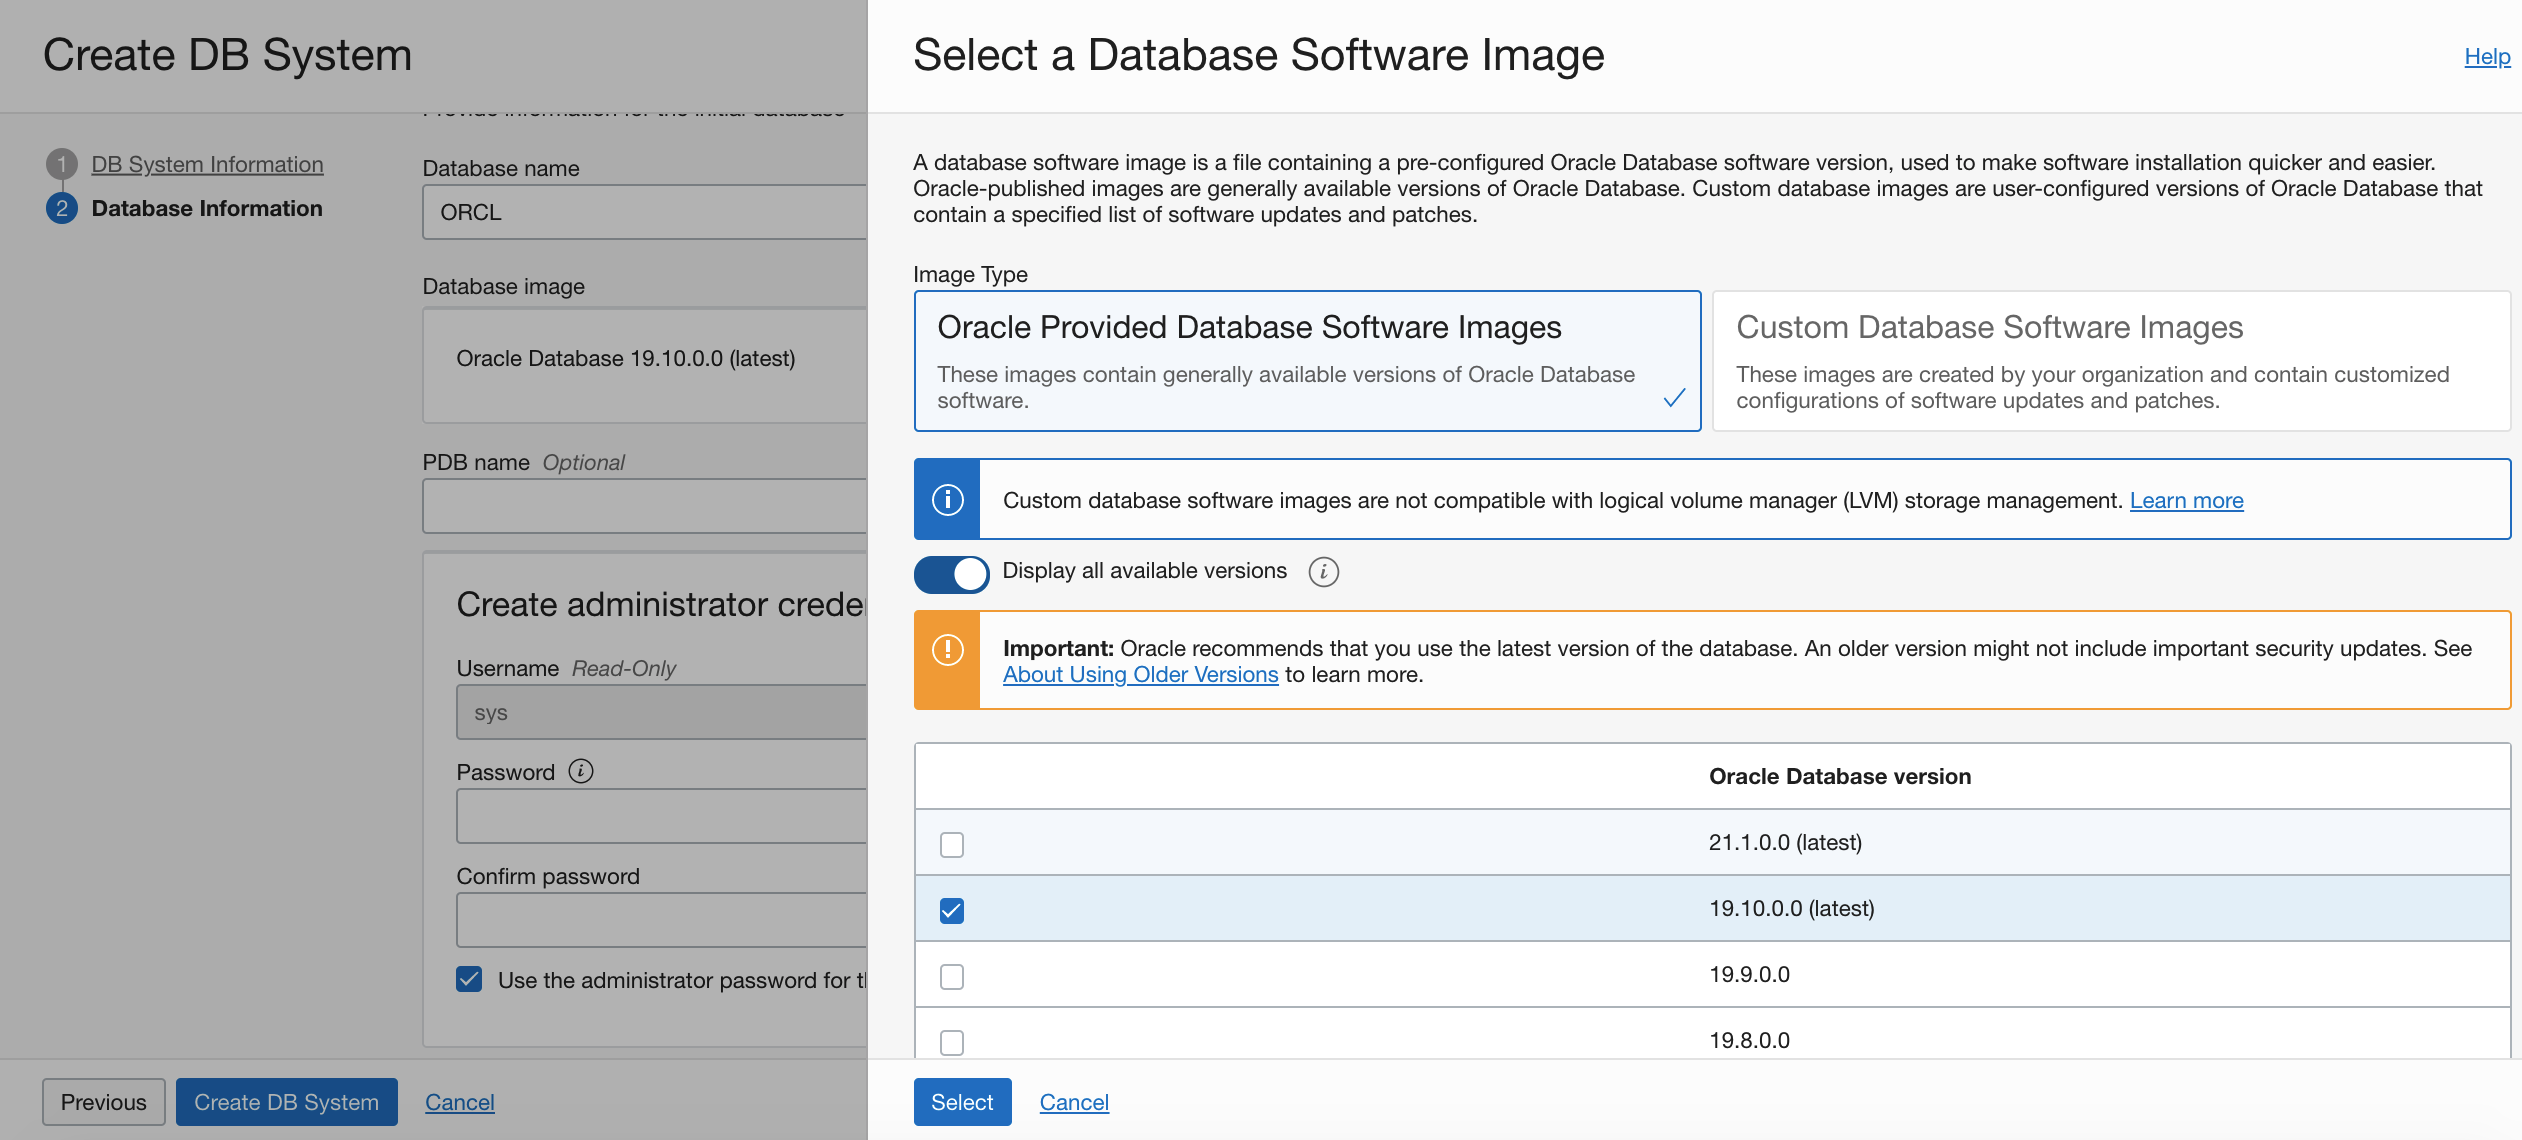 Create DB System
Provide information for the initial database
1 DB System Information
2 Database Information
Database name
ORCL
Database image
Oracle Database 19.10.0.0 (latest)
PDB name Optional
Create administrator creder
Username Read-Only
sys
Password i
Confirm password
Use the administrator password for th
Previous
Create DB System
Cancel
Select a Database Software Image
Help
A database software image is a file containing a pre-configured Oracle Database software version, used to make software installation quicker and easier.
Oracle-published images are generally available versions of Oracle Database. Custom database images are user-configured versions of Oracle Database that
contain a specified list of software updates and patches.
Image Type
Oracle Provided Database Software Images
These images contain generally available versions of Oracle Database
software.
Custom Database Software Images
These images are created by your organization and contain customized
configurations of software updates and patches.
i Custom database software images are not compatible with logical volume manager (LVM) storage management. Learn more
Display all available versions i
! Important: Oracle recommends that you use the latest version of the database. An older version might not include important security updates. See
About Using Older Versions to learn more.
Oracle Database version
21.1.0.0 (latest)
19.10.0.0 (latest)
19.9.0.0
19.8.0.0
Select
Cancel